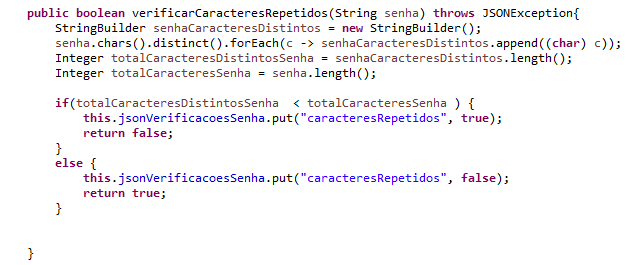 public boolean verificarCaracteresRepetidos(String senha) throws JSONException{
StringBuilder senhaCaracteresDistintos = new StringBuilder();
senha.chars().distinct().forEach(c -> senhaCaracteresDistintos.append((char) c));
Integer totalCaracteresDistintosSenha = senhaCaracteresDistintos.length();
Integer totalCaracteresSenha = senha.length();
if(totalCaracteresDistintosSenha  < totalCaracteresSenha ) {
this.jsonVerificacoesSenha.put("caracteresRepetidos", true);
return false;
}
else {
this.jsonVerificacoesSenha.put("caracteresRepetidos", false);
return true;
}
}